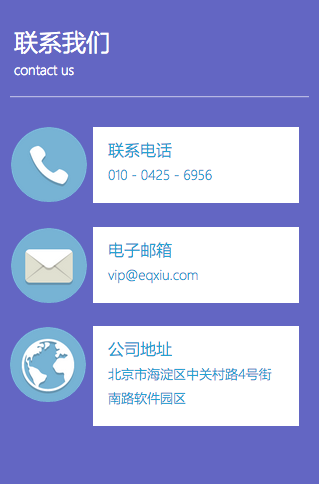 联系我们
contact us
联系电话
010 - 0425 - 6956
电子邮箱
vip@eqxiu.com
公司地址
北京市海淀区中关村路4号街
南路软件园区